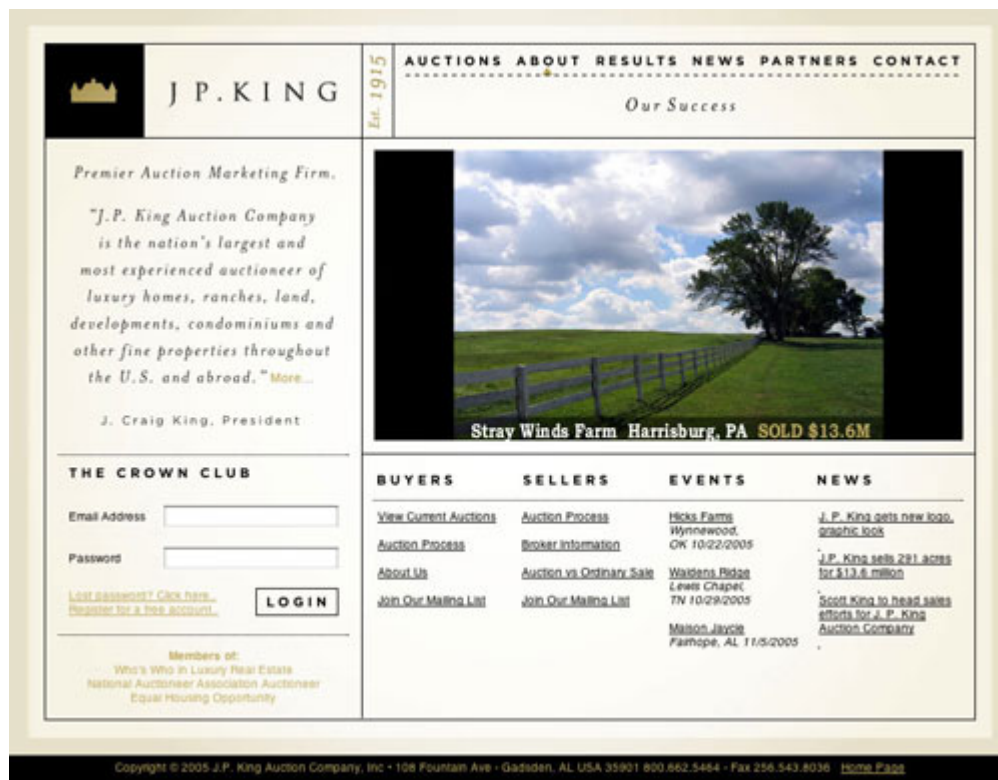 J P. KING
Est. 1915
AUCTIONS ABOUT RESULTS NEWS PARTNERS CONTACT
Our Success
Premier Auction Marketing Firm.
"J.P. King Auction Company
is the nation's largest and
most experienced auctioneer of
luxury homes, ranches, land,
developments, condominiums and
other fine properties throughout
the U.S. and abroad." More...
J. Craig King, President
Stray Winds Farm Harrisburg, PA SOLD $13.6M
THE CROWN CLUB
Email Address
Password
Lost password? Click here..
Register for a free account..
LOGIN
Members of:
Who's Who in Luxury Real Estate
National Auctioneer Association Auctioneer
Equal Housing Opportunity
BUYERS
View Current Auctions
Auction Process
About Us
Join Our Mailing List
SELLERS
Auction Process
Broker Information
Auction vs Ordinary Sale
Join Our Mailing List
EVENTS
Hicks Farms
Wynnewood,
OK 10/22/2005
Waldens Ridge
Lewis Chapel,
TN 10/29/2005
Maison Jaycie
Fairhope, AL 11/5/2005
NEWS
J. P. King gets new logo,
graphic look
J.P. King sells 291 acres
for $13.6 million
Scott King to head sales
efforts for J. P. King
Auction Company
Copyright © 2005 J.P. King Auction Company, Inc • 108 Fountain Ave - Gadsden, AL USA 35901 800.662.5464 - Fax 256.543.8036 Home Page